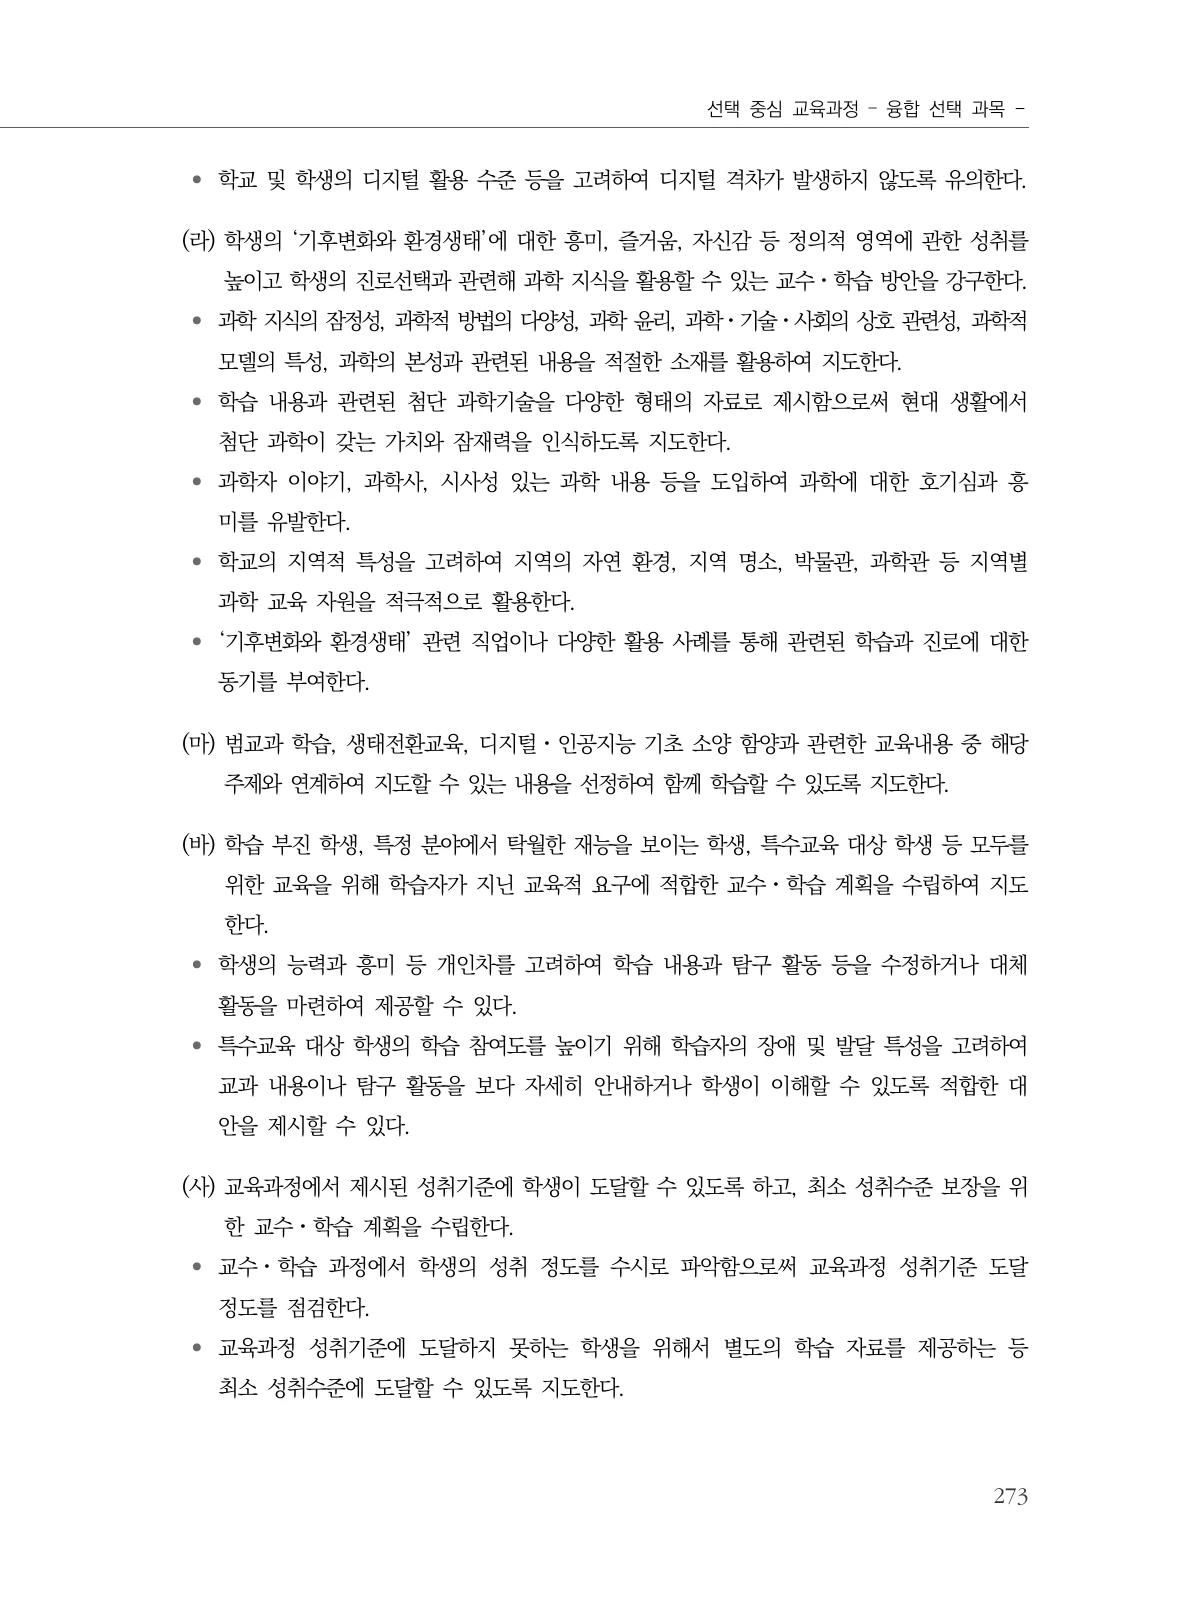 선택 중심 교육과정 - 융합 선택 과목 -
• 학교 및 학생의 디지털 활용 수준 등을 고려하여 디지털 격차가 발생하지 않도록 유의한다.
(라) 학생의 ‘기후변화와 환경생태’에 대한 흥미, 즐거움, 자신감 등 정의적 영역에 관한 성취를
높이고 학생의 진로선택과 관련해 과학 지식을 활용할 수 있는 교수・학습 방안을 강구한다.
• 과학 지식의 잠정성, 과학적 방법의 다양성, 과학 윤리, 과학・기술・사회의 상호 관련성, 과학적
모델의 특성, 과학의 본성과 관련된 내용을 적절한 소재를 활용하여 지도한다.
• 학습 내용과 관련된 첨단 과학기술을 다양한 형태의 자료로 제시함으로써 현대 생활에서
첨단 과학이 갖는 가치와 잠재력을 인식하도록 지도한다.
• 과학자 이야기, 과학사, 시사성 있는 과학 내용 등을 도입하여 과학에 대한 호기심과 흥
미를 유발한다.
• 학교의 지역적 특성을 고려하여 지역의 자연 환경, 지역 명소, 박물관, 과학관 등 지역별
과학 교육 자원을 적극적으로 활용한다.
• ‘기후변화와 환경생태’ 관련 직업이나 다양한 활용 사례를 통해 관련된 학습과 진로에 대한
동기를 부여한다.
(마) 범교과 학습, 생태전환교육, 디지털・인공지능 기초 소양 함양과 관련한 교육내용 중 해당
주제와 연계하여 지도할 수 있는 내용을 선정하여 함께 학습할 수 있도록 지도한다.
(바) 학습 부진 학생, 특정 분야에서 탁월한 재능을 보이는 학생, 특수교육 대상 학생 등 모두를
위한 교육을 위해 학습자가 지닌 교육적 요구에 적합한 교수・학습 계획을 수립하여 지도
한다.
• 학생의 능력과 흥미 등 개인차를 고려하여 학습 내용과 탐구 활동 등을 수정하거나 대체
활동을 마련하여 제공할 수 있다.
• 특수교육 대상 학생의 학습 참여도를 높이기 위해 학습자의 장애 및 발달 특성을 고려하여
교과 내용이나 탐구 활동을 보다 자세히 안내하거나 학생이 이해할 수 있도록 적합한 대
안을 제시할 수 있다.
(사) 교육과정에서 제시된 성취기준에 학생이 도달할 수 있도록 하고, 최소 성취수준 보장을 위
한 교수・학습 계획을 수립한다.
• 교수・학습 과정에서 학생의 성취 정도를 수시로 파악함으로써 교육과정 성취기준 도달
정도를 점검한다.
• 교육과정 성취기준에 도달하지 못하는 학생을 위해서 별도의 학습 자료를 제공하는 등
최소 성취수준에 도달할 수 있도록 지도한다.
273